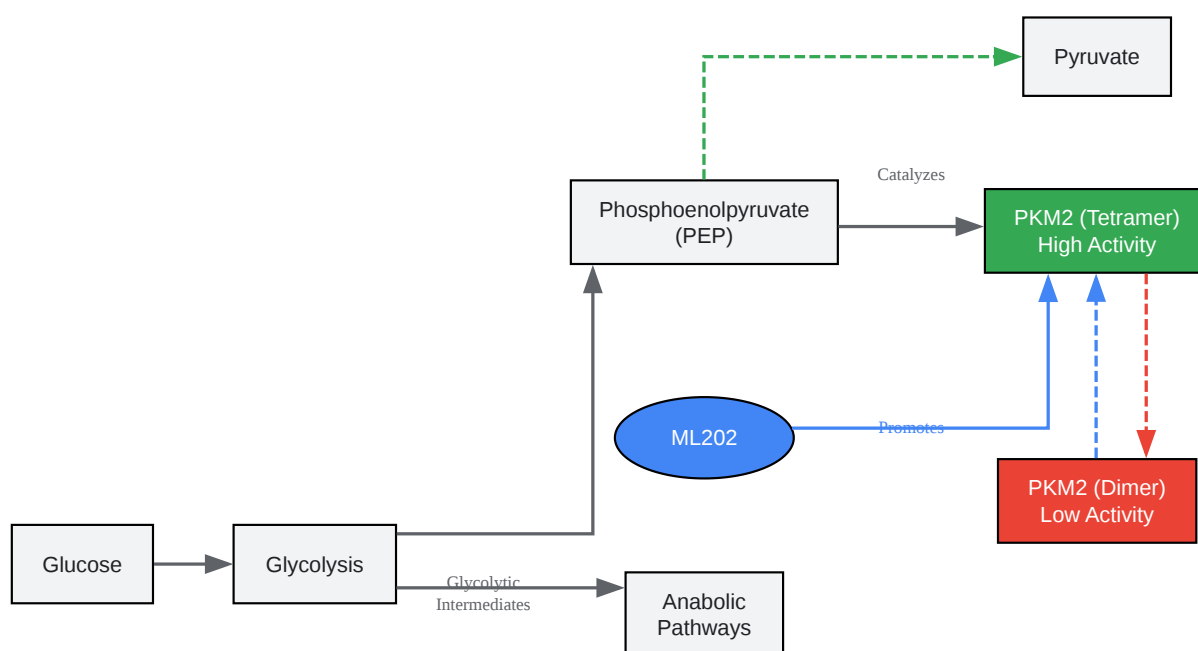 Pyruvate
Catalyzes
Phosphoenolpyruvate
(PEP)
PKM2 (Tetramer)
High Activity
ML202
Promotes
PKM2 (Dimer)
Low Activity
Glucose
Glycolysis
Glycolytic
Intermediates
Anabolic
Pathways